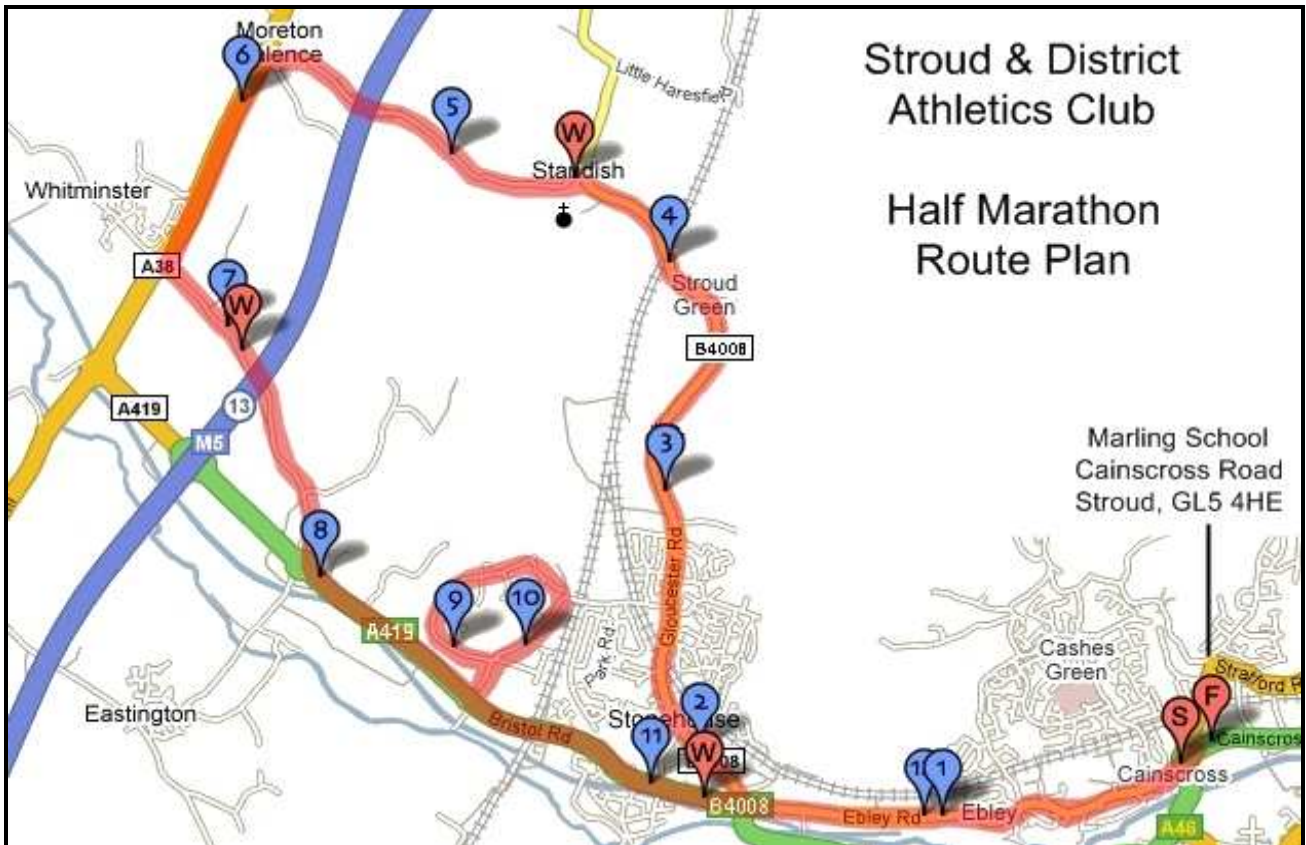 Stroud & District
Athletics Club
Half Marathon
Route Plan
Marling School
Cainscross Road
Stroud, GL5 4HE
Moreton
6
5
W
Little Haresfie
Standish
Whitminster
4
A38
7
W
Stroud
Green
B4008
A419
13
M5
3
8
9
10
A419
Gloucester Rd
Park Rd
Cashes
Green
Stratford R
Eastington
Bristol Rd
2
S
F
11
W
1
Cainscros
Cainscross
B4008
Ebley Rd
Ebley
A46